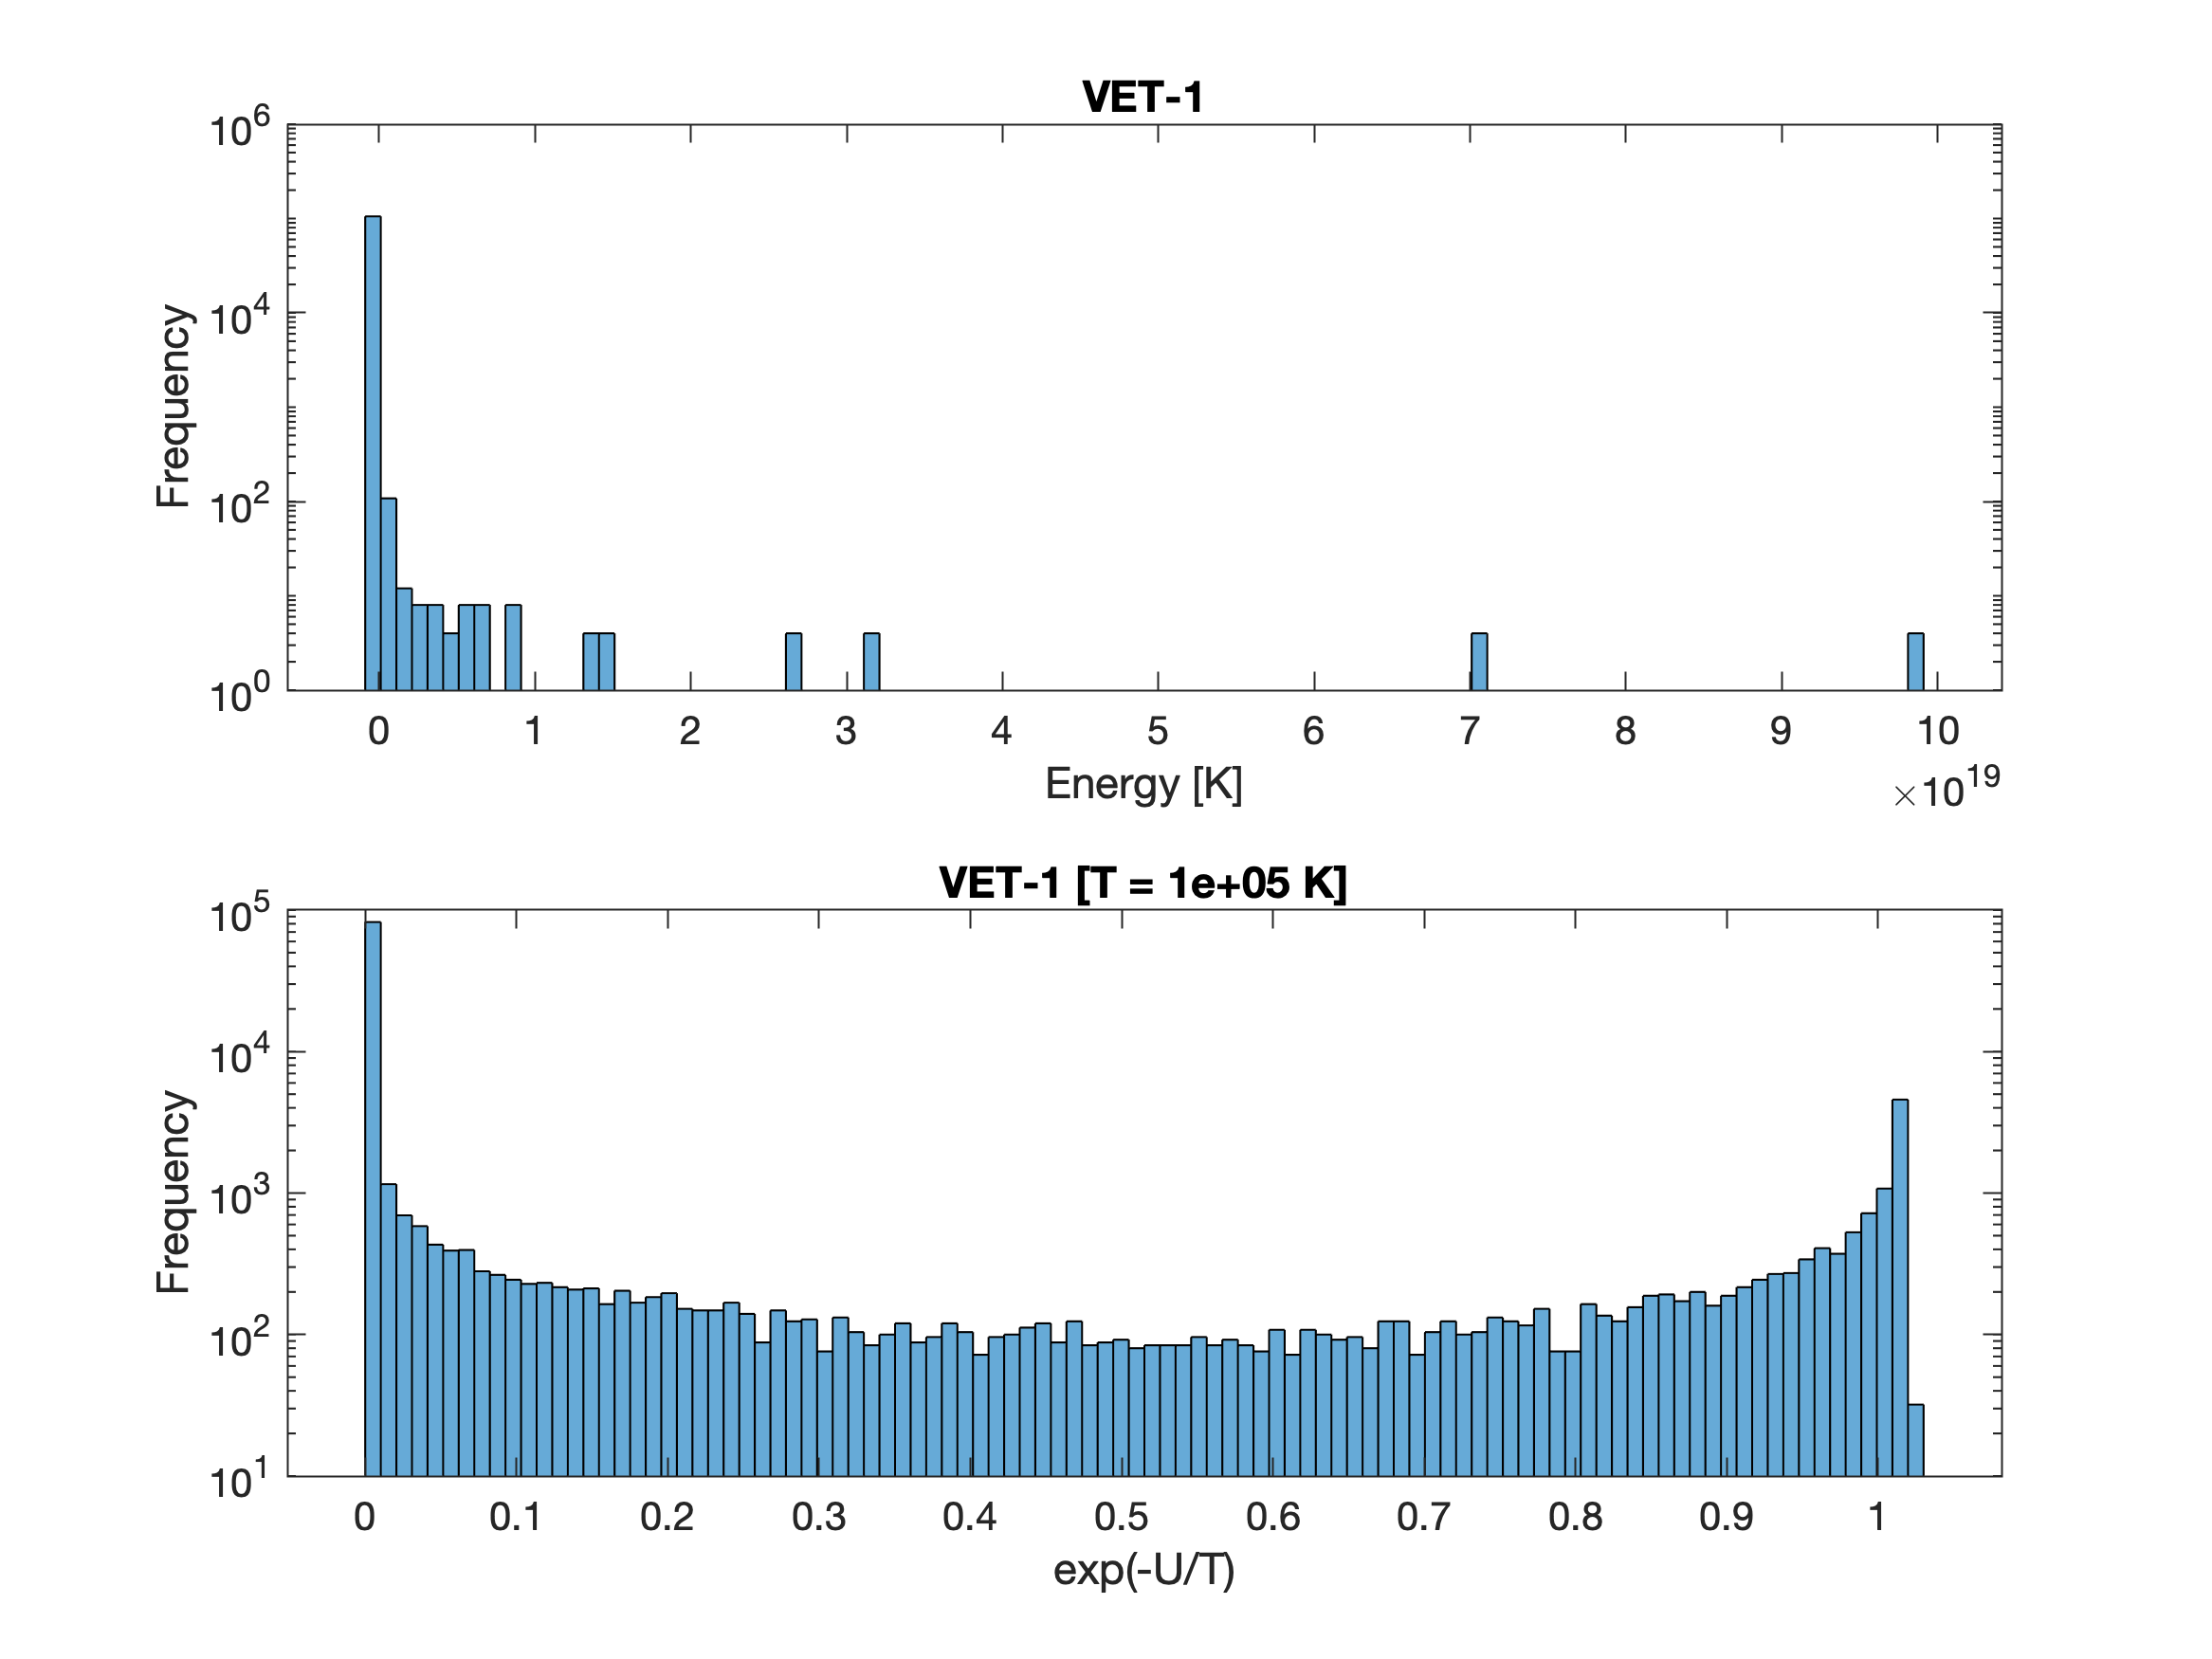 VET-1
10^6
10^4
10^2
10^0
Frequency
0 1 2 3 4 5 6 7 8 9 10
Energy [K]
×10^19
VET-1 [T = 1e+05 K]
10^5
10^4
10^3
10^2
10^1
Frequency
0 0.1 0.2 0.3 0.4 0.5 0.6 0.7 0.8 0.9 1
exp(-U/T)